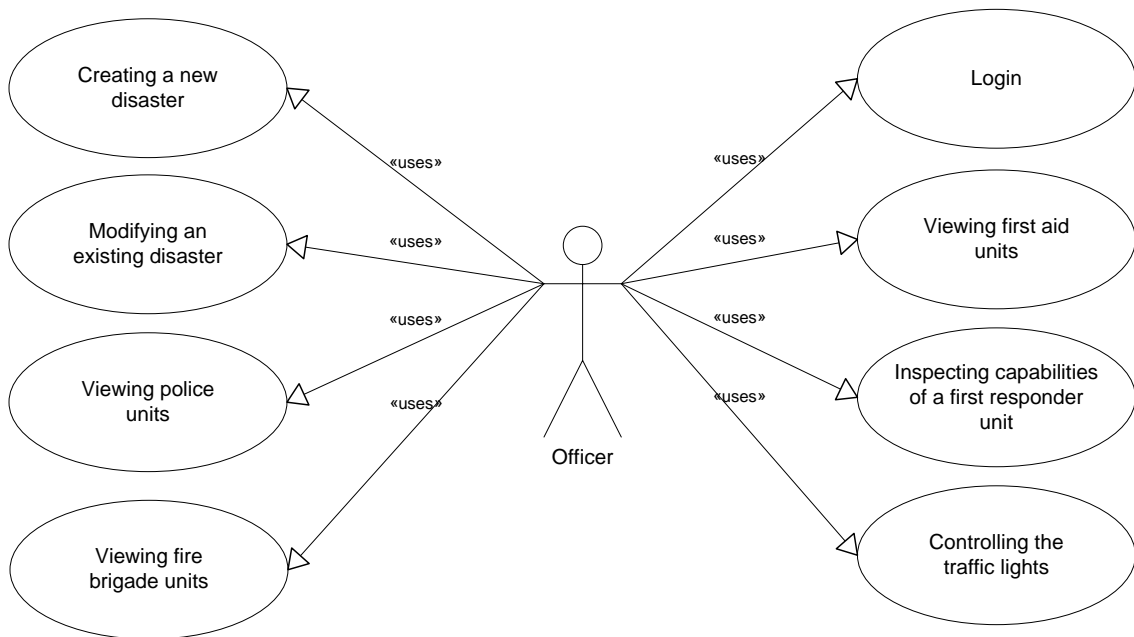 Creating a new
disaster
«uses»
Modifying an
existing disaster
«uses»
Viewing police
units
«uses»
Viewing fire
brigade units
«uses»
Officer
Login
«uses»
Viewing first aid
units
«uses»
Inspecting capabilities
of a first responder
unit
«uses»
Controlling the
traffic lights
«uses»